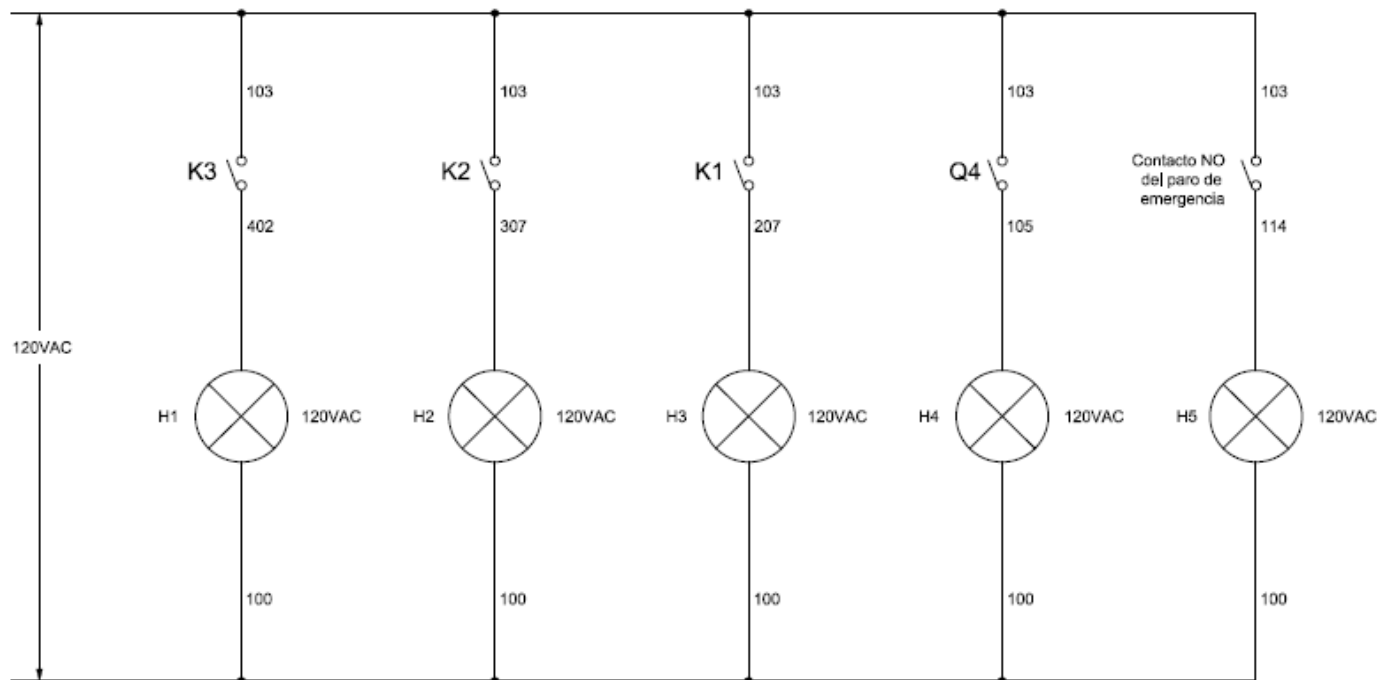 103
103
103
103
103
K3
K2
K1
Q4
Contacto NO
del paro de
emergencia
402
307
207
105
114
120VAC
H1
120VAC
H2
120VAC
H3
120VAC
H4
120VAC
H5
120VAC
100
100
100
100
100